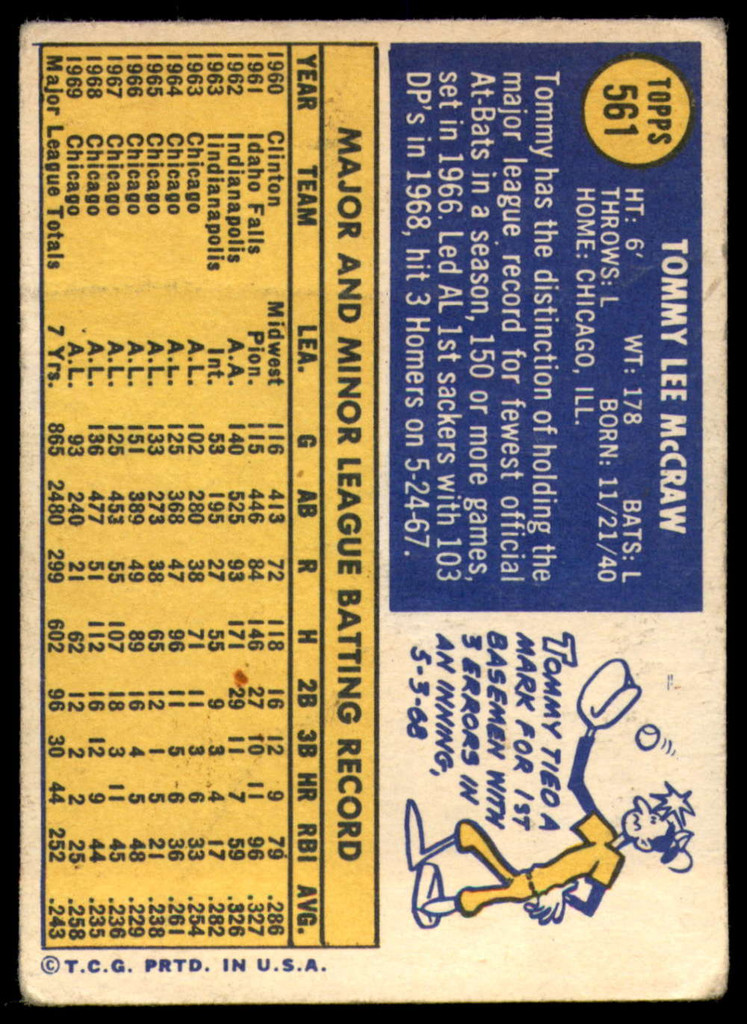 TOPPS
561
TOMMY LEE McCRAW
HT: 6' WT: 178 BATS: L
THROWS: L BORN: 11/21/40
HOME: CHICAGO, ILL.
Tommy has the distinction of holding the
major league record for fewest official
At-Bats in a season, 150 or more games,
set in 1966. Led AL 1st sackers with 103
DP's in 1968, hit 3 Homers on 5-24-67.
TOMMY TIED A
MARK FOR 1ST
BASEMEN WITH
3 ERRORS IN
AN INNING,
5-3-68
MAJOR AND MINOR LEAGUE BATTING RECORD
YEAR TEAM LEA. G AB R H 2B 3B HR RBI AVG.
1960 Clinton Midwest 116 413 72 118 16 12 9 79 .286
1961 Idaho Falls Pion. 115 446 84 146 27 10 11 96 .327
1962 Indianapolis A.A. 140 525 93 171 29 11 7 59 .326
1963 Iindianapolis Int. 53 195 27 55 9 3 4 17 .282
1963 Chicago A.L. 102 280 38 71 11 3 6 33 .254
1964 Chicago A.L. 125 368 47 96 11 5 6 36 .261
1965 Chicago A.L. 133 273 38 65 12 1 5 21 .238
1966 Chicago A.L. 151 389 49 89 16 4 5 48 .229
1967 Chicago A.L. 125 453 55 107 18 3 11 45 .236
1968 Chicago A.L. 136 477 51 112 16 12 9 44 .235
1969 Chicago A.L. 93 240 21 62 12 2 2 25 .258
Major League Totals 7 Yrs. 865 2480 299 602 96 30 44 252 .243
© T.C.G. PRTD. IN U.S.A.